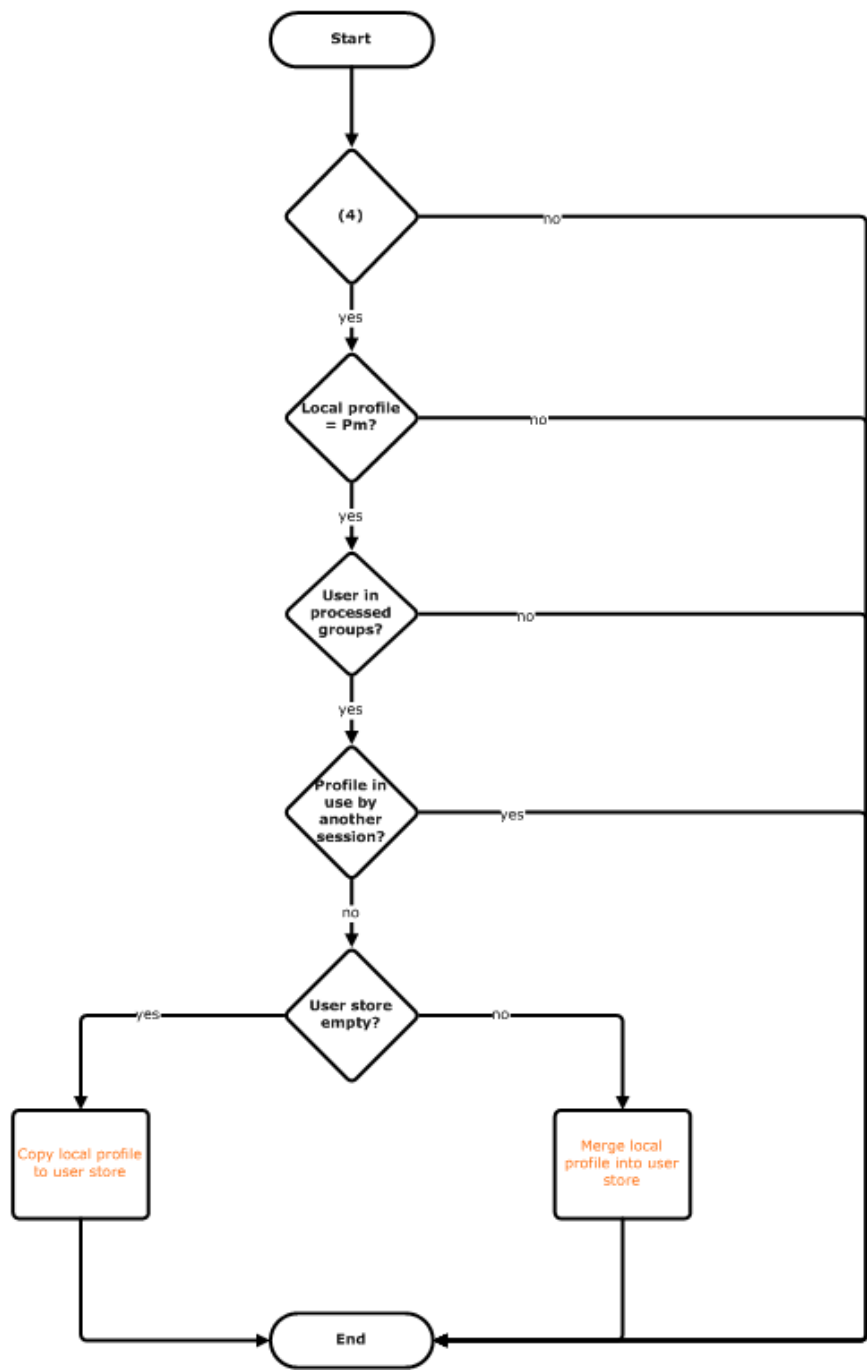 Start
(4)
no
yes
Local profile
= Pm?
no
yes
User in
processed
groups?
no
yes
Profile in
use by
another
session?
yes
no
User store
empty?
yes
no
Copy local profile
to user store
Merge local
profile into user
store
End